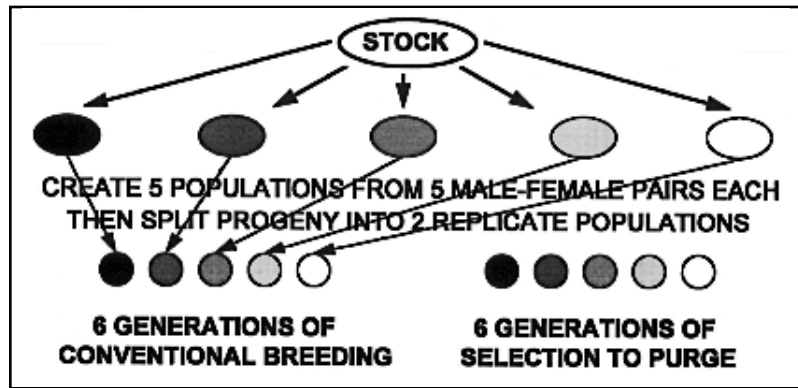 STOCK
CREATE 5 POPULATIONS FROM 5 MALE-FEMALE PAIRS EACH
THEN SPLIT PROGENY INTO 2 REPLICATE POPULATIONS
6 GENERATIONS OF
CONVENTIONAL BREEDING
6 GENERATIONS OF
SELECTION TO PURGE